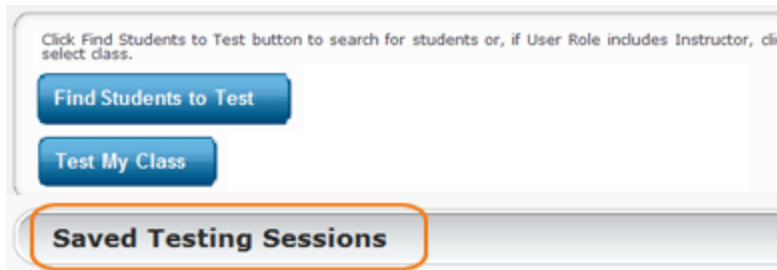 Click Find Students to Test button to search for students or, if User Role includes Instructor,
select class.
Find Students to Test
Test My Class
Saved Testing Sessions